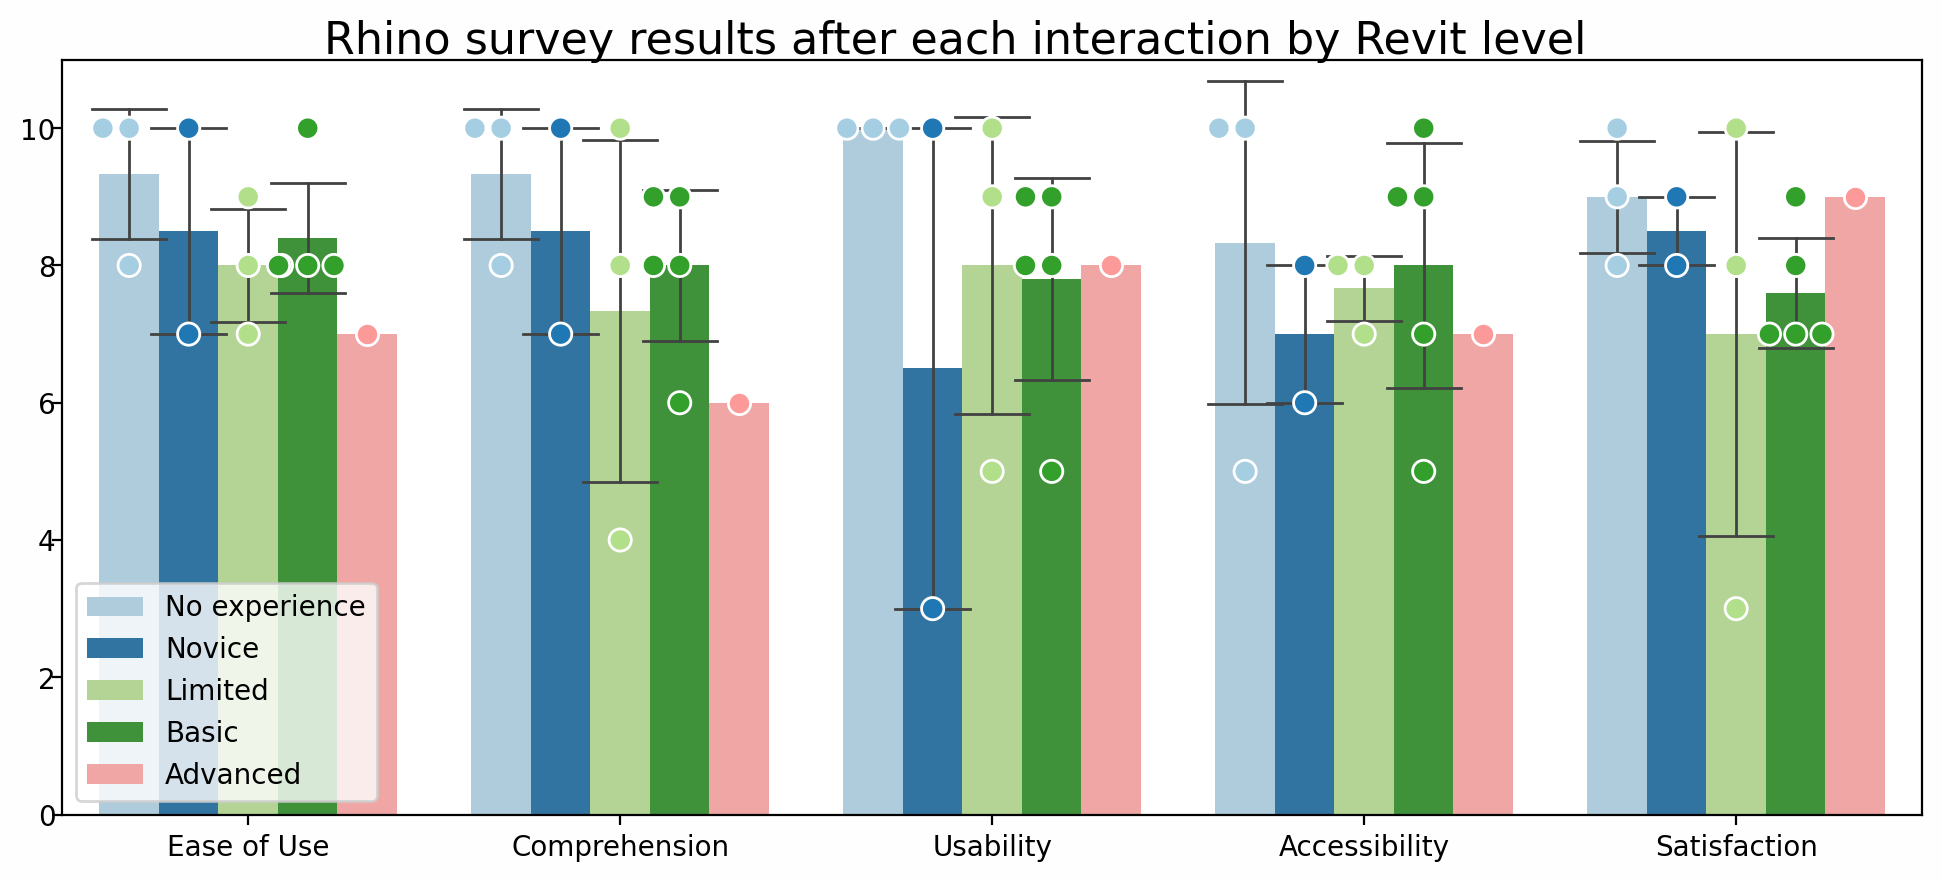 Rhino survey results after each interaction by Revit level
10
8
6
4
2
0
No experience
Novice
Limited
Basic
Advanced
Ease of Use
Comprehension
Usability
Accessibility
Satisfaction